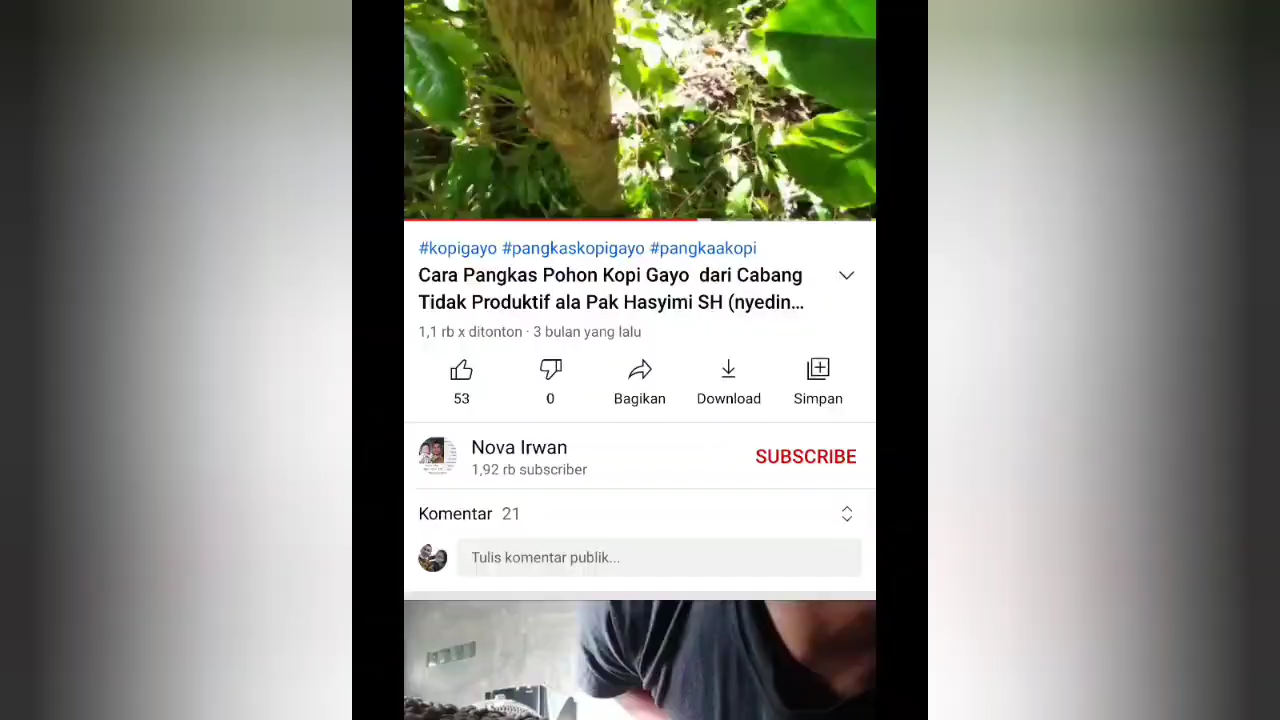 #kopigayo #pangkaskopigayo #pangkaakopi
Cara Pangkas Pohon Kopi Gayo dari Cabang
Tidak Produktif ala Pak Hasyimi SH (nyedin...
1,1 rb x ditonton · 3 bulan yang lalu
53 0 Bagikan Download Simpan
Nova Irwan
1,92 rb subscriber
SUBSCRIBE
Komentar 21
Tulis komentar publik...